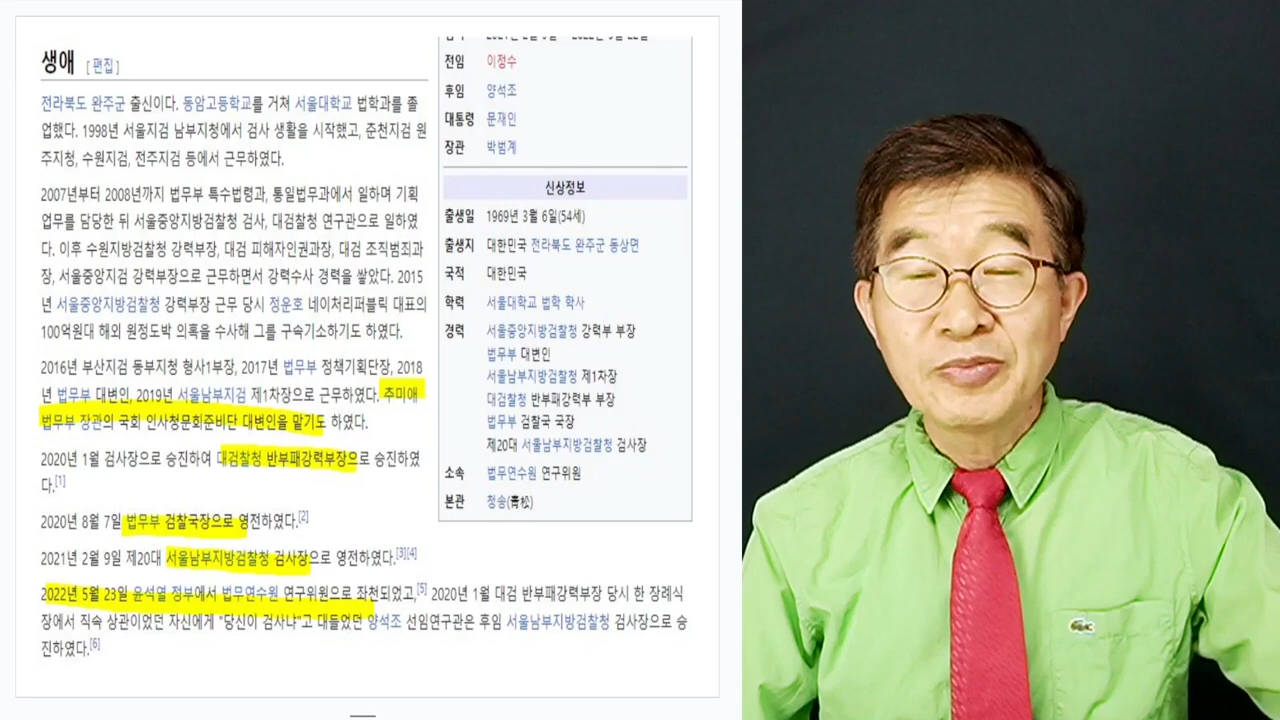 생애 [편집]
전라북도 완주군 출신이다. 동암고등학교를 거쳐 서울대학교 법학과를 졸
업했다. 1998년 서울지검 남부지청에서 검사 생활을 시작했고, 춘천지검 원
주지청, 수원지검, 전주지검 등에서 근무하였다.
2007년부터 2008년까지 법무부 특수법령과, 통일법무과에서 일하며 기획
업무를 담당한 뒤 서울중앙지방검찰청 검사, 대검찰청 연구관으로 일하였
다. 이후 수원지방검찰청 강력부장, 대검 피해자인권과장, 대검 조직범죄과
장, 서울중앙지검 강력부장으로 근무하면서 강력수사 경력을 쌓았다. 2015
년 서울중앙지방검찰청 강력부장 근무 당시 정운호 네이처리퍼블릭 대표의
100억원대 해외 원정도박 의혹을 수사해 그를 구속기소하기도 하였다.
2016년 부산지검 동부지청 형사1부장, 2017년 법무부 정책기획단장, 2018
년 법무부 대변인, 2019년 서울남부지검 제1차장으로 근무하였다. 추미애
법무부 장관의 국회 인사청문회준비단 대변인을 맡기도 하였다.
2020년 1월 검사장으로 승진하여 대검찰청 반부패강력부장으로 승진하였
다.[1]
2020년 8월 7일 법무부 검찰국장으로 영전하였다.[2]
2021년 2월 9일 제20대 서울남부지방검찰청 검사장으로 영전하였다.[3][4]
2022년 5월 23일 윤석열 정부에서 법무연수원 연구위원으로 좌천되었고,[5] 2020년 1월 대검 반부패강력부장 당시 한 장례식
장에서 직속 상관이었던 자신에게 "당신이 검사냐"고 대들었던 양석조 선임연구관은 후임 서울남부지방검찰청 검사장으로 승
진하였다.[6]
전임 이정수
후임 양석조
대통령 문재인
장관 박범계
신상정보
출생일 1969년 3월 6일(54세)
출생지 대한민국 전라북도 완주군 동상면
국적 대한민국
학력 서울대학교 법학 학사
경력 서울중앙지방검찰청 강력부 부장
법무부 대변인
서울남부지방검찰청 제1차장
대검찰청 반부패강력부 부장
법무부 검찰국 국장
제20대 서울남부지방검찰청 검사장
소속 법무연수원 연구위원
본관 청송(靑松)